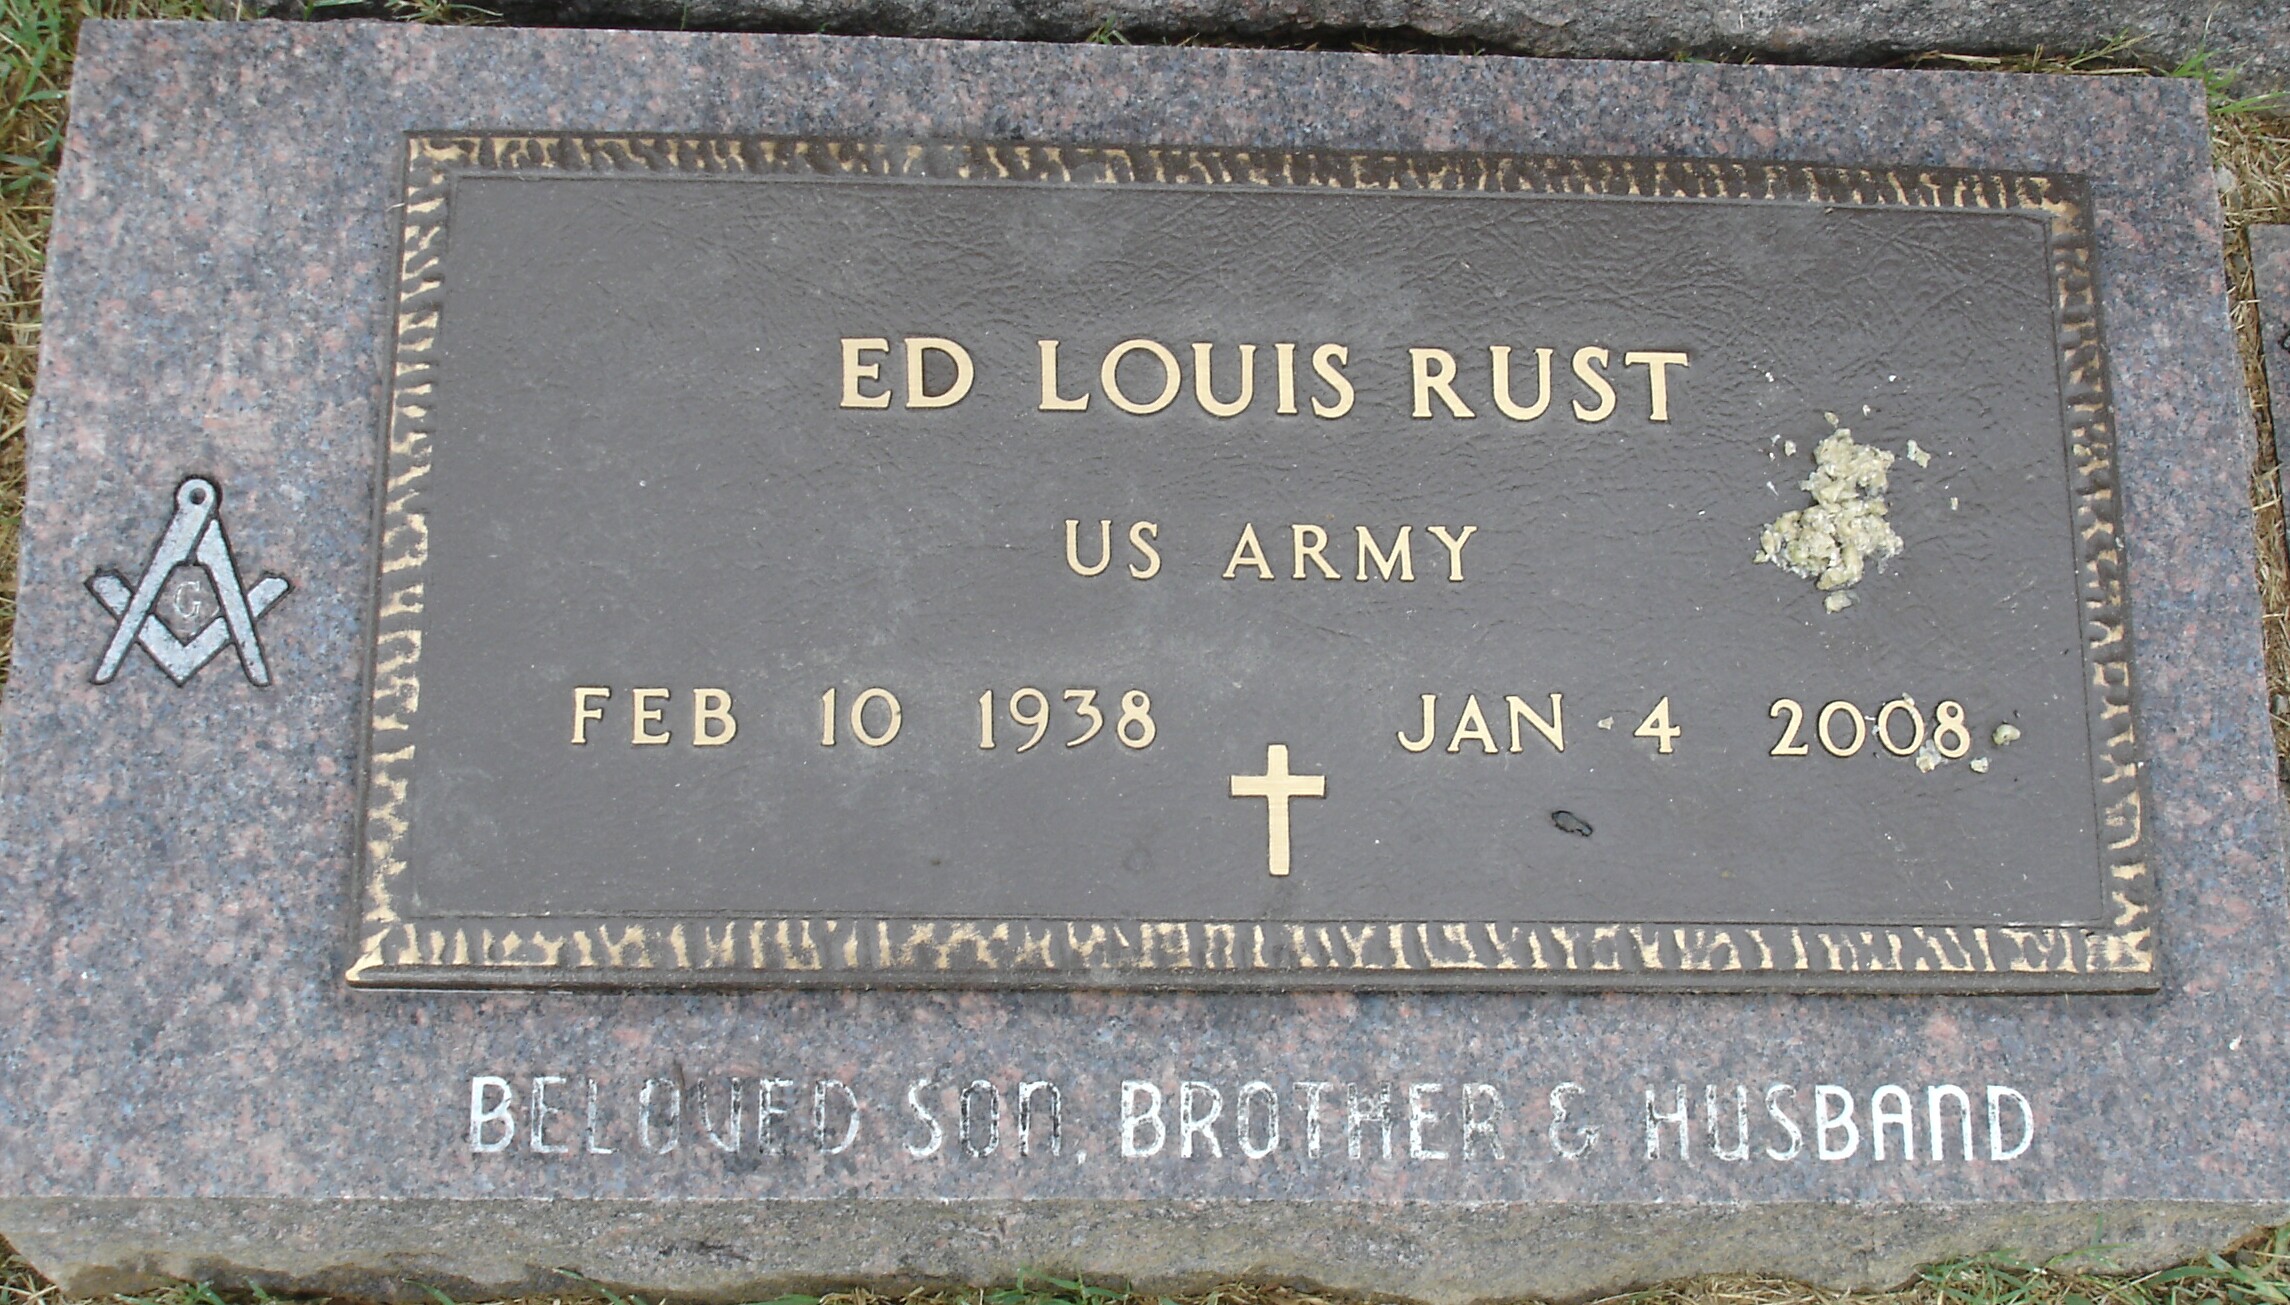 ED LOUIS RUST
US ARMY
FEB 10 1938 JAN 4 2008
G
BELOVED SON, BROTHER & HUSBAND